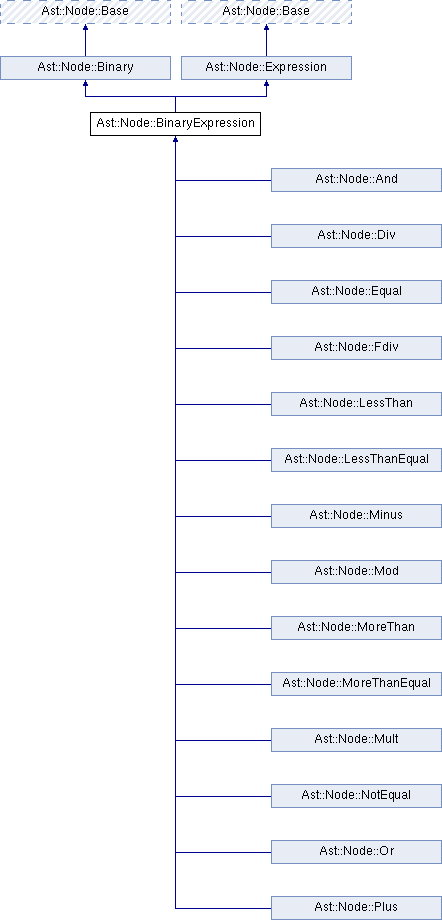 Ast::Node::Base
Ast::Node::Base
Ast::Node::Binary
Ast::Node::Expression
Ast::Node::BinaryExpression
Ast::Node::And
Ast::Node::Div
Ast::Node::Equal
Ast::Node::Fdiv
Ast::Node::LessThan
Ast::Node::LessThanEqual
Ast::Node::Minus
Ast::Node::Mod
Ast::Node::MoreThan
Ast::Node::MoreThanEqual
Ast::Node::Mult
Ast::Node::NotEqual
Ast::Node::Or
Ast::Node::Plus